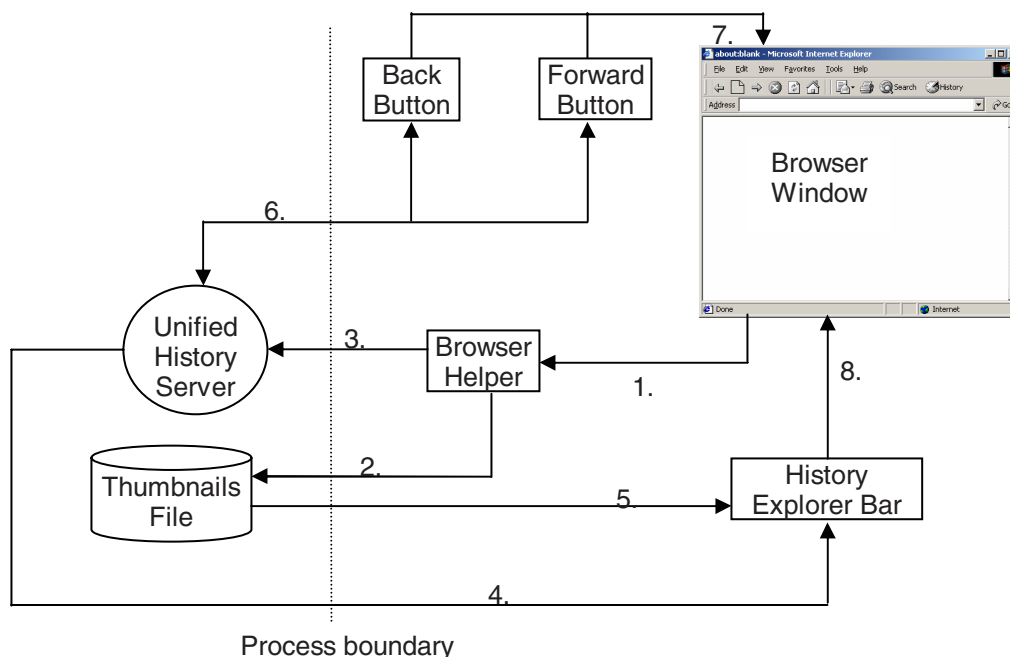 7.
about:blank - Microsoft Internet Explorer
File Edit View Favorites Tools Help
Search History
Address Go
Back
Button
Forward
Button
Browser
Window
6.
Done Internet
Unified
History
Server
3.
Browser
Helper
1.
8.
2.
Thumbnails
File
5.
History
Explorer Bar
4.
Process boundary